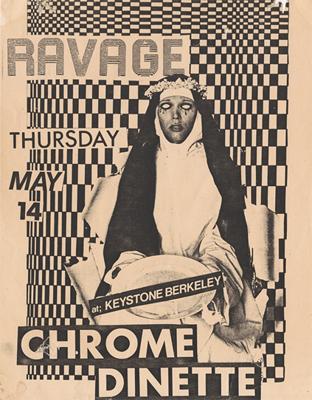 RAVAGE
THURSDAY
MAY
14
at; KEYSTONE BERKELEY
CHROME
DINETTE